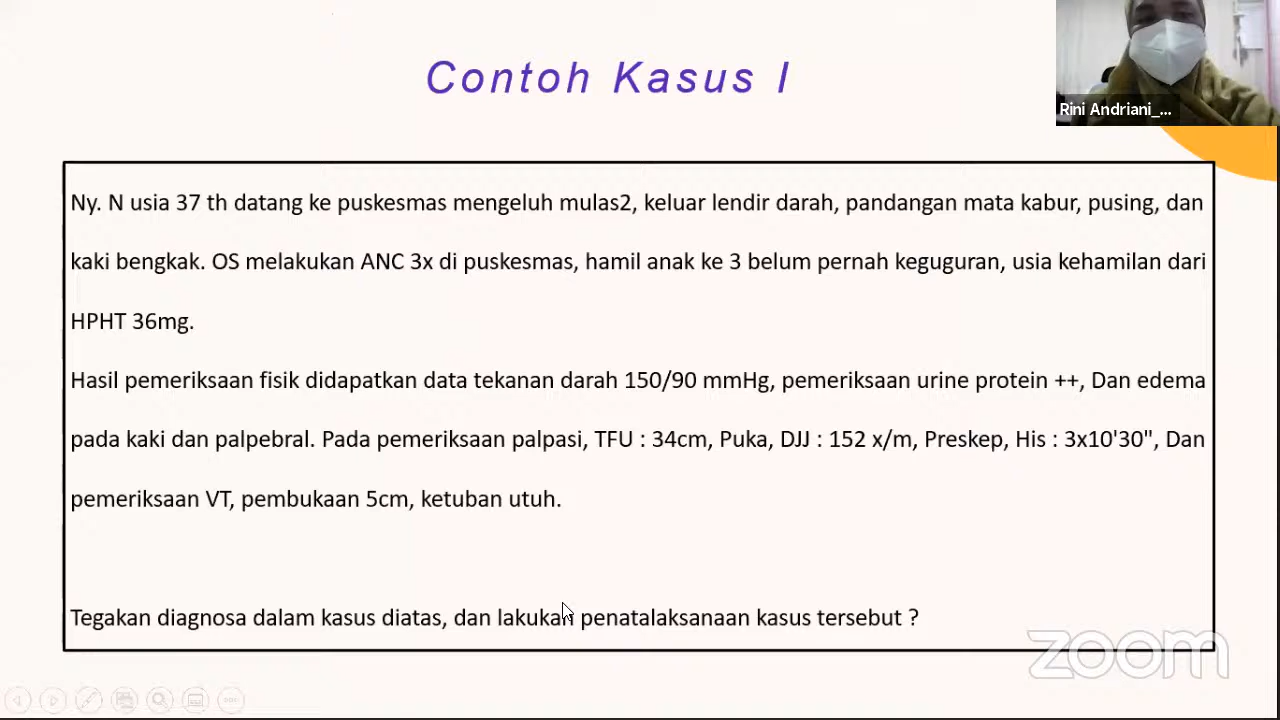 Contoh Kasus I
Rini Andriani_...
Ny. N usia 37 th datang ke puskesmas mengeluh mulas2, keluar lendir darah, pandangan mata kabur, pusing, dan
kaki bengkak. OS melakukan ANC 3x di puskesmas, hamil anak ke 3 belum pernah keguguran, usia kehamilan dari
HPHT 36mg.
Hasil pemeriksaan fisik didapatkan data tekanan darah 150/90 mmHg, pemeriksaan urine protein ++, Dan edema
pada kaki dan palpebral. Pada pemeriksaan palpasi, TFU : 34cm, Puka, DJJ : 152 x/m, Preskep, His : 3x10'30", Dan
pemeriksaan VT, pembukaan 5cm, ketuban utuh.
Tegakan diagnosa dalam kasus diatas, dan lakukan penatalaksanaan kasus tersebut ?
zoom